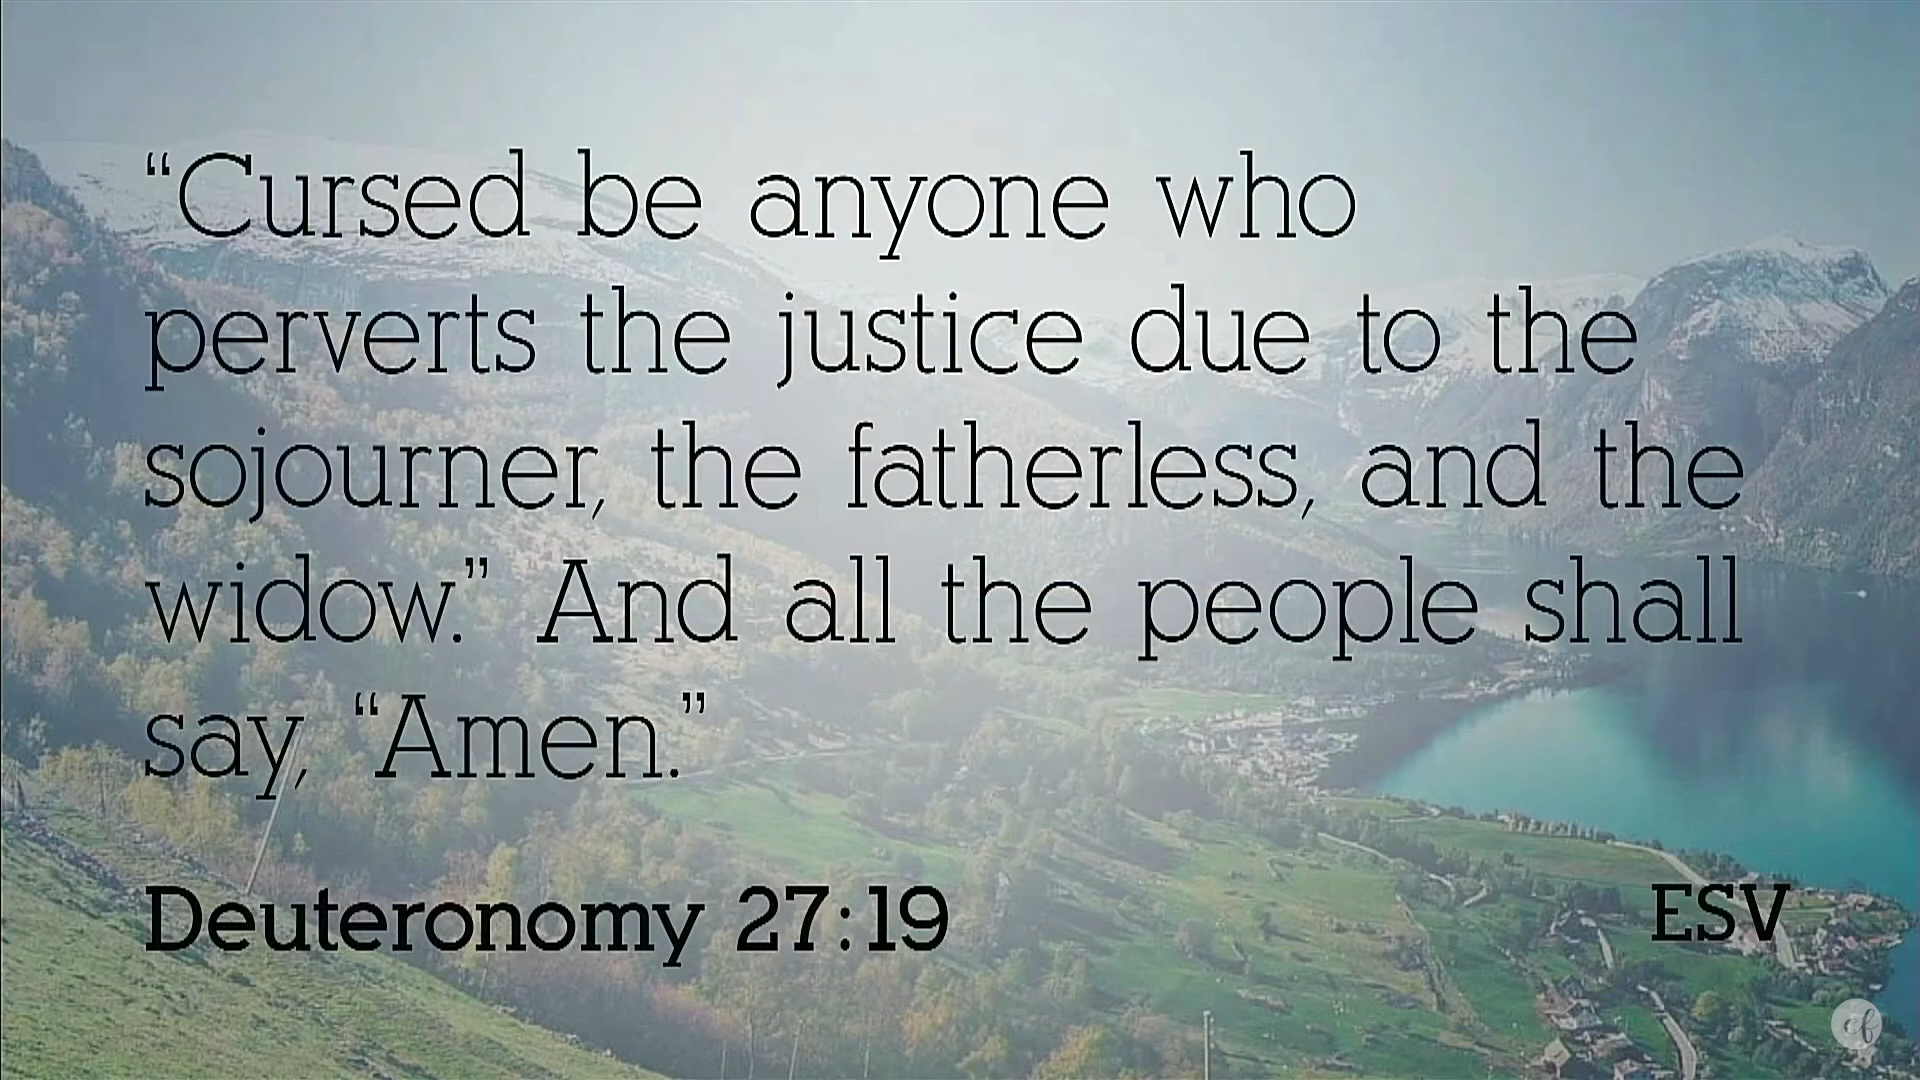 “Cursed be anyone who
perverts the justice due to the
sojourner, the fatherless, and the
widow.” And all the people shall
say, “Amen.”
Deuteronomy 27:19
ESV
cf